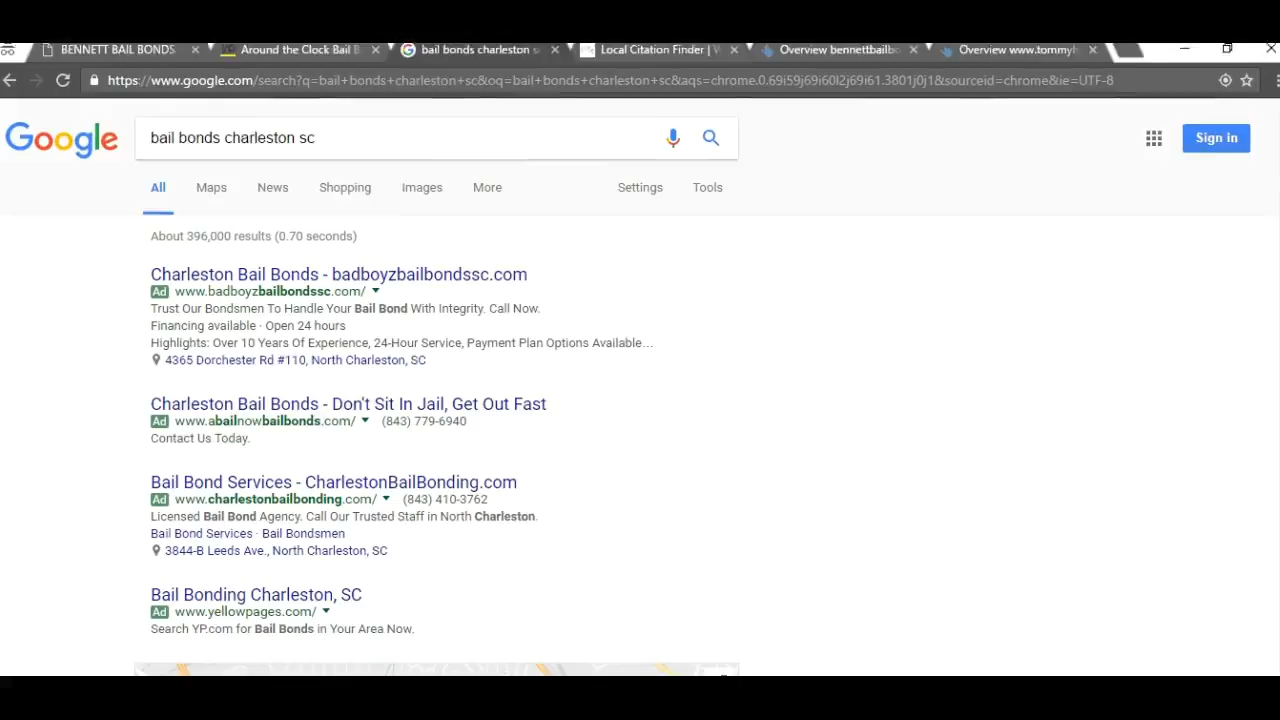 BENNETT BAIL BONDS
Around the Clock Bail B
bail bonds charleston s
Local Citation Finder | W
Overview bennettbailb
Overview www.tommyh
https://www.google.com/search?q=bail+bonds+charleston+sc&oq=bail+bonds+charleston+sc&aqs=chrome.0.69i59j69i60l2j69i61.3801j0j1&sourceid=chrome&ie=UTF-8
Google
bail bonds charleston sc
Sign in
All Maps News Shopping Images More Settings Tools
About 396,000 results (0.70 seconds)
Charleston Bail Bonds - badboyzbailbondssc.com
Ad www.badboyzbailbondssc.com/
Trust Our Bondsmen To Handle Your Bail Bond With Integrity. Call Now.
Financing available · Open 24 hours
Highlights: Over 10 Years Of Experience, 24-Hour Service, Payment Plan Options Available…
4365 Dorchester Rd #110, North Charleston, SC
Charleston Bail Bonds - Don't Sit In Jail, Get Out Fast
Ad www.abailnowbailbonds.com/ (843) 779-6940
Contact Us Today.
Bail Bond Services - CharlestonBailBonding.com
Ad www.charlestonbailbonding.com/ (843) 410-3762
Licensed Bail Bond Agency. Call Our Trusted Staff in North Charleston.
Bail Bond Services · Bail Bondsmen
3844-B Leeds Ave., North Charleston, SC
Bail Bonding Charleston, SC
Ad www.yellowpages.com/
Search YP.com for Bail Bonds in Your Area Now.